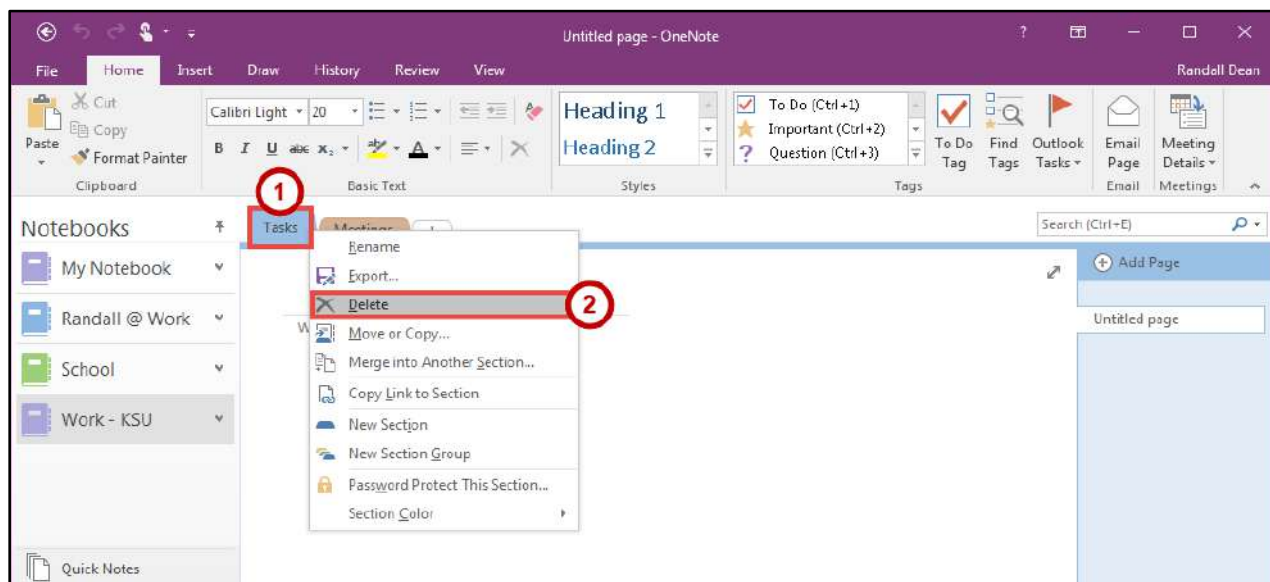 Untitled page - OneNote
?
File Home Insert Draw History Review View
Randall Dean
Paste
Cut
Copy
Format Painter
Clipboard
Calibri Light 20
B I U abc X₂ aby A
Basic Text
Heading 1
Heading 2
Styles
To Do (Ctrl+1)
Important (Ctrl+2)
? Question (Ctrl+3)
To Do Tag
Find Tags
Outlook Tasks
Tags
Email Page
Email
Meeting Details
Meetings
1
Notebooks
Tasks
Meetings
+
Search (Ctrl+E)
My Notebook
Randall @ Work
School
Work - KSU
Quick Notes
Rename
Export...
Delete
2
W
Move or Copy...
Merge into Another Section...
Copy Link to Section
New Section
New Section Group
Password Protect This Section...
Section Color
Add Page
Untitled page